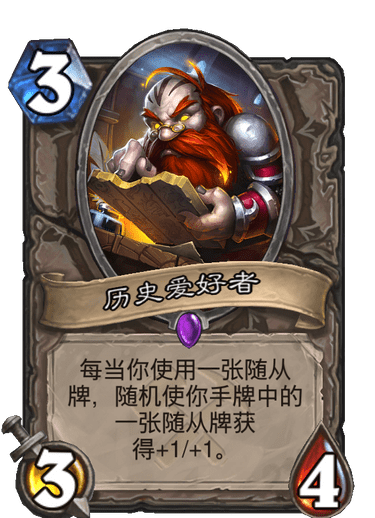 3
历史爱好者
每当你使用一张随从
牌，随机使你手牌中的
一张随从牌获
得+1/+1。
3
4